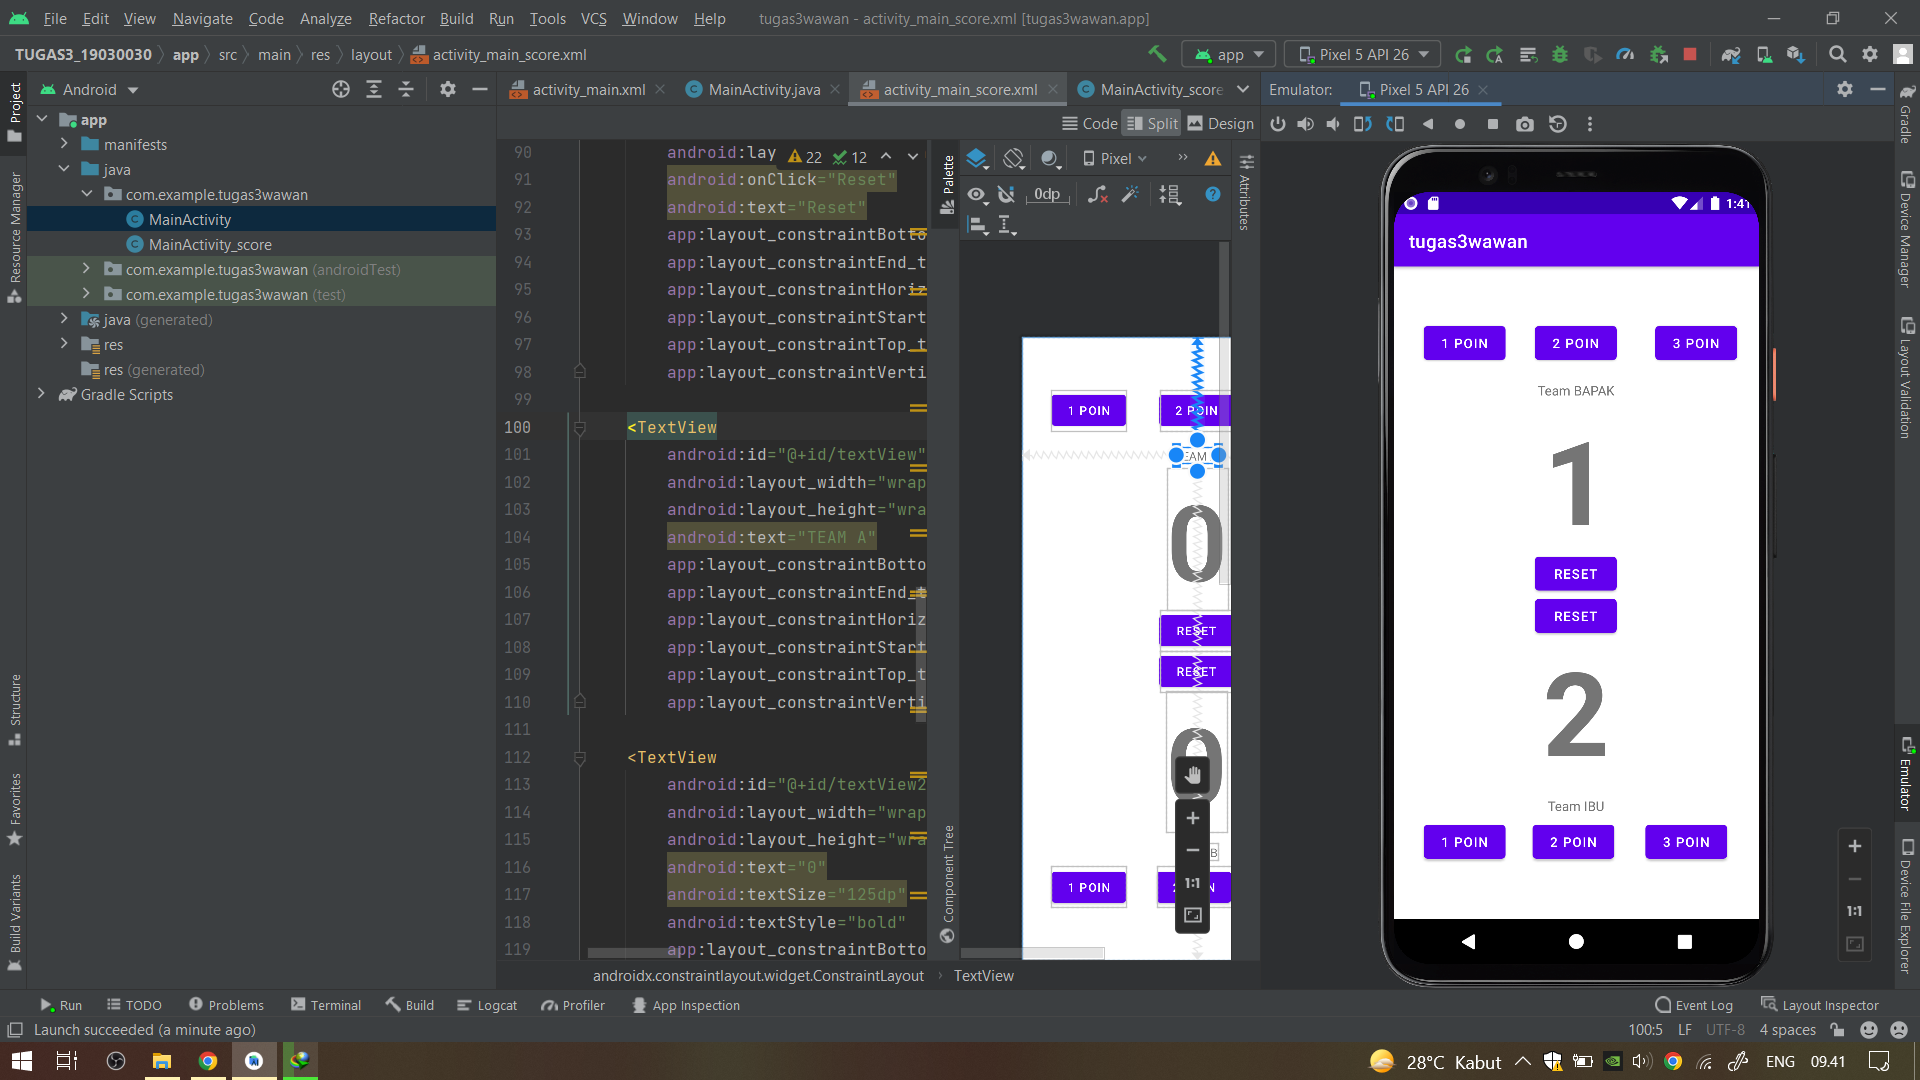 File Edit View Navigate Code Analyze Refactor Build Run Tools VCS Window Help tugas3wawan - activity_main_score.xml [tugas3wawan.app]
TUGAS3_19030030 app src main res layout activity_main_score.xml app Pixel 5 API 26
Android
activity_main.xml MainActivity.java activity_main_score.xml MainActivity_score
Emulator: Pixel 5 API 26
Code Split Design
Project
Resource Manager
Structure
Favorites
Build Variants
app
manifests
java
com.example.tugas3wawan
MainActivity
MainActivity_score
com.example.tugas3wawan (androidTest)
com.example.tugas3wawan (test)
java (generated)
res
res (generated)
Gradle Scripts
22 12
90 android:lay
91 android:onClick="Reset"
92 android:text="Reset"
93 app:layout_constraintBotto
94 app:layout_constraintEnd_t
95 app:layout_constraintHoriz
96 app:layout_constraintStart
97 app:layout_constraintTop_t
98 app:layout_constraintVerti
99
100 <TextView
101 android:id="@+id/textView"
102 android:layout_width="wrap
103 android:layout_height="wra
104 android:text="TEAM A"
105 app:layout_constraintBotto
106 app:layout_constraintEnd_t
107 app:layout_constraintHoriz
108 app:layout_constraintStart
109 app:layout_constraintTop_t
110 app:layout_constraintVerti
111
112 <TextView
113 android:id="@+id/textView2
114 android:layout_width="wrap
115 android:layout_height="wra
116 android:text="0"
117 android:textSize="125dp"
118 android:textStyle="bold"
119 app:layout_constraintBotto
androidx.constraintlayout.widget.ConstraintLayout TextView
Palette
Component Tree
Pixel
0dp
Attributes
1 POIN 2 POIN
EAM
0
RESET
RESET
0
B
1 POIN 2 N
1:1
1:41
tugas3wawan
1 POIN 2 POIN 3 POIN
Team BAPAK
1
RESET
RESET
2
Team IBU
1 POIN 2 POIN 3 POIN
1:1
Gradle
Device Manager
Layout Validation
Emulator
Device File Explorer
Run TODO Problems Terminal Build Logcat Profiler App Inspection Event Log Layout Inspector
Launch succeeded (a minute ago) 100:5 LF UTF-8 4 spaces
28°C Kabut ENG 09.41